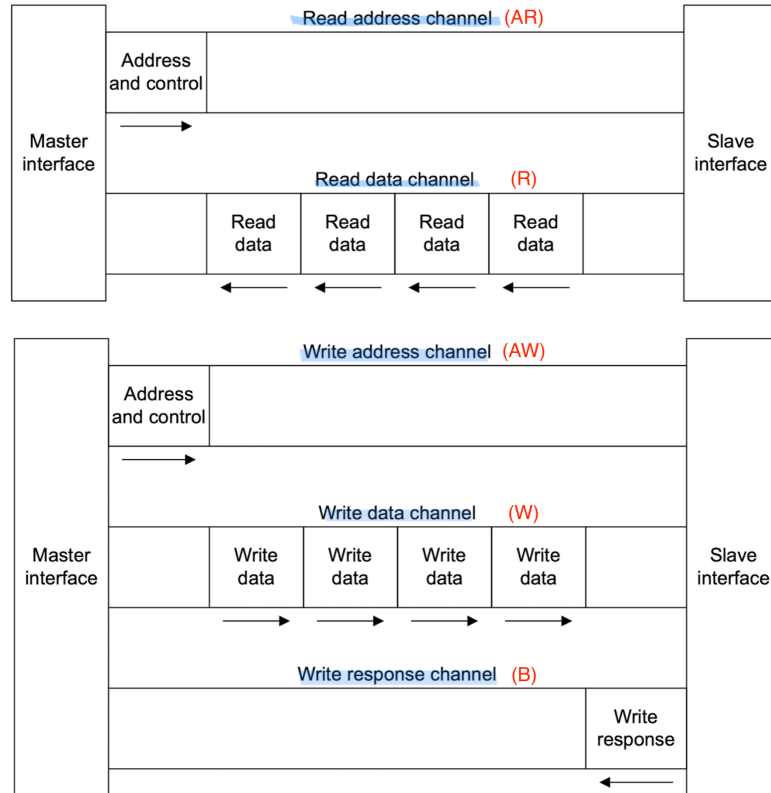 Read address channel (AR)
Address
and control
Master
interface
Slave
interface
Read data channel (R)
Read
data
Read
data
Read
data
Read
data
Write address channel (AW)
Address
and control
Write data channel (W)
Master
interface
Write
data
Write
data
Write
data
Write
data
Slave
interface
Write response channel (B)
Write
response